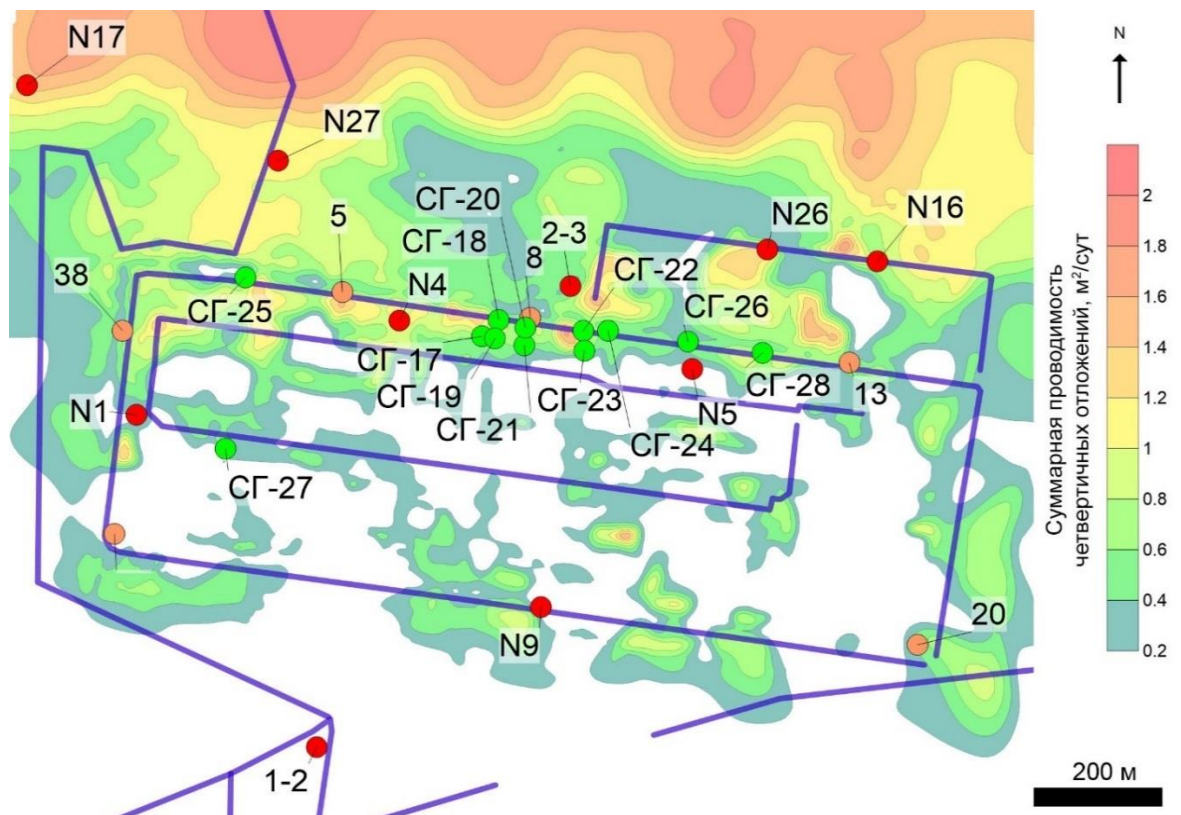 N17
N27
N
СГ-20
СГ-18
5
8
2-3
СГ-22
N26
N16
38
СГ-25
N4
СГ-26
СГ-17
СГ-19
СГ-21
СГ-23
СГ-24
N5
СГ-28
13
N1
СГ-27
N9
20
1-2
Суммарная проводимость
четвертичных отложений, м²/сут
2
1.8
1.6
1.4
1.2
1
0.8
0.6
0.4
0.2
200 м